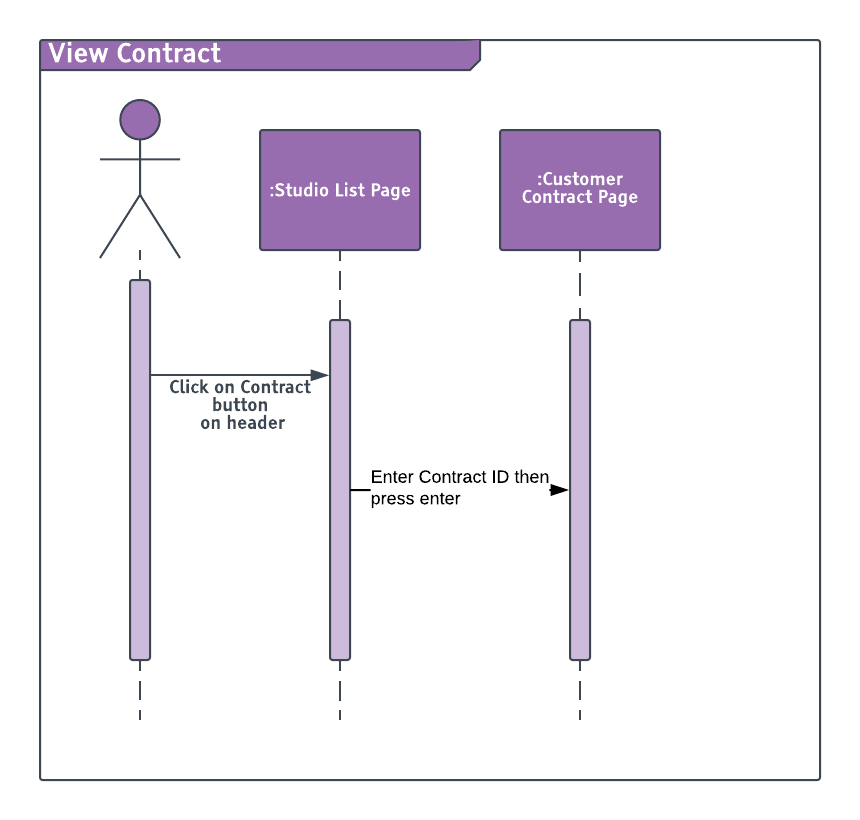 View Contract
:Studio List Page
:Customer
Contract Page
Click on Contract
button
on header
Enter Contract ID then
press enter